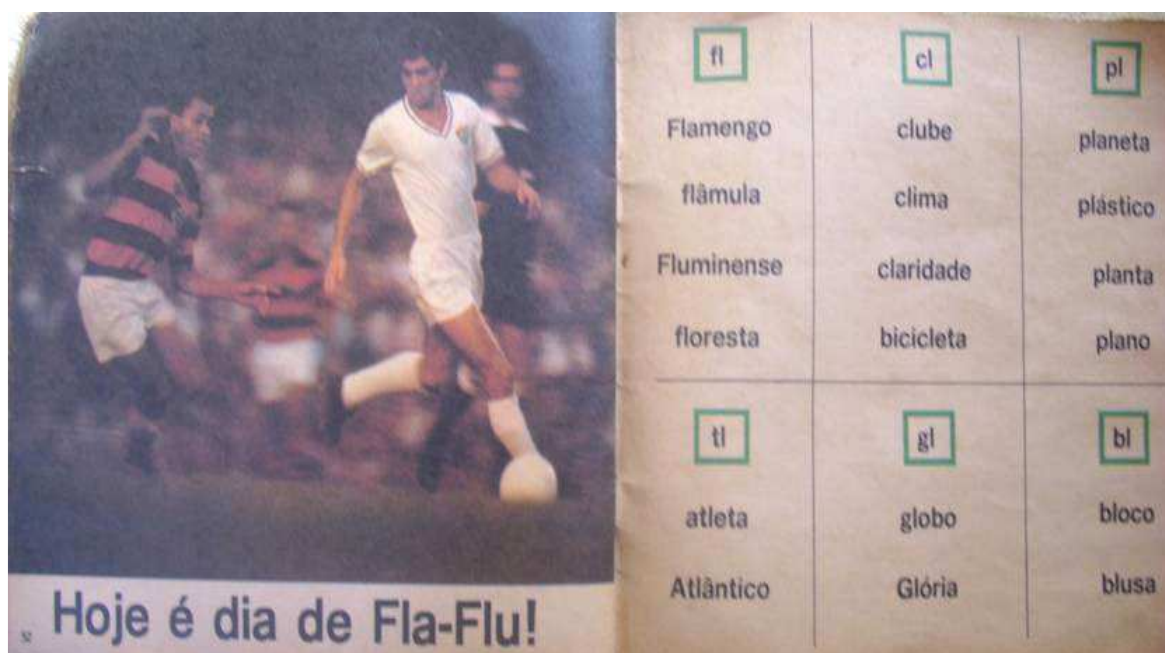 Hoje é dia de Fla-Flu!
fl cl pl
Flamengo clube planeta
flâmula clima plástico
Fluminense claridade planta
floresta bicicleta plano
tl gl bl
atleta globo bloco
Atlântico Glória blusa